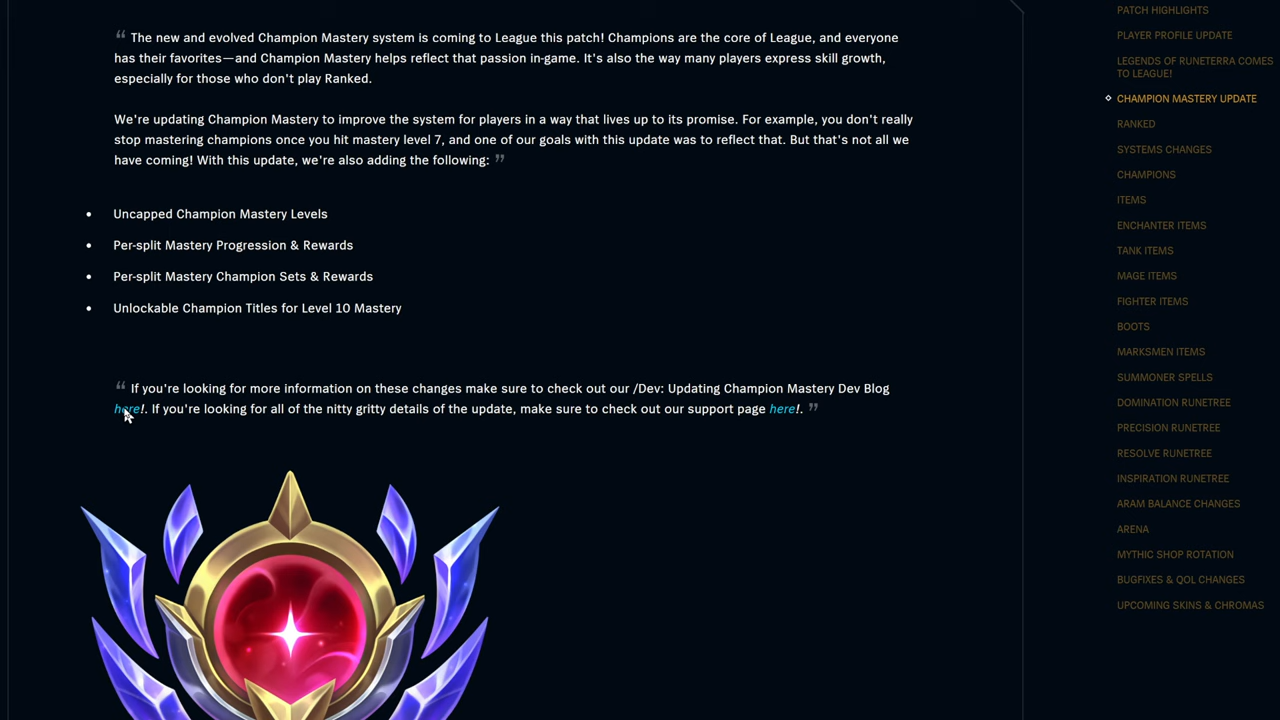 “ The new and evolved Champion Mastery system is coming to League this patch! Champions are the core of League, and everyone
has their favorites—and Champion Mastery helps reflect that passion in-game. It's also the way many players express skill growth,
especially for those who don't play Ranked.
We're updating Champion Mastery to improve the system for players in a way that lives up to its promise. For example, you don't really
stop mastering champions once you hit mastery level 7, and one of our goals with this update was to reflect that. But that's not all we
have coming! With this update, we're also adding the following: ”
• Uncapped Champion Mastery Levels
• Per-split Mastery Progression & Rewards
• Per-split Mastery Champion Sets & Rewards
• Unlockable Champion Titles for Level 10 Mastery
“ If you're looking for more information on these changes make sure to check out our /Dev: Updating Champion Mastery Dev Blog
here!. If you're looking for all of the nitty gritty details of the update, make sure to check out our support page here!. ”
PATCH HIGHLIGHTS
PLAYER PROFILE UPDATE
LEGENDS OF RUNETERRA COMES
TO LEAGUE!
CHAMPION MASTERY UPDATE
RANKED
SYSTEMS CHANGES
CHAMPIONS
ITEMS
ENCHANTER ITEMS
TANK ITEMS
MAGE ITEMS
FIGHTER ITEMS
BOOTS
MARKSMEN ITEMS
SUMMONER SPELLS
DOMINATION RUNETREE
PRECISION RUNETREE
RESOLVE RUNETREE
INSPIRATION RUNETREE
ARAM BALANCE CHANGES
ARENA
MYTHIC SHOP ROTATION
BUGFIXES & QOL CHANGES
UPCOMING SKINS & CHROMAS